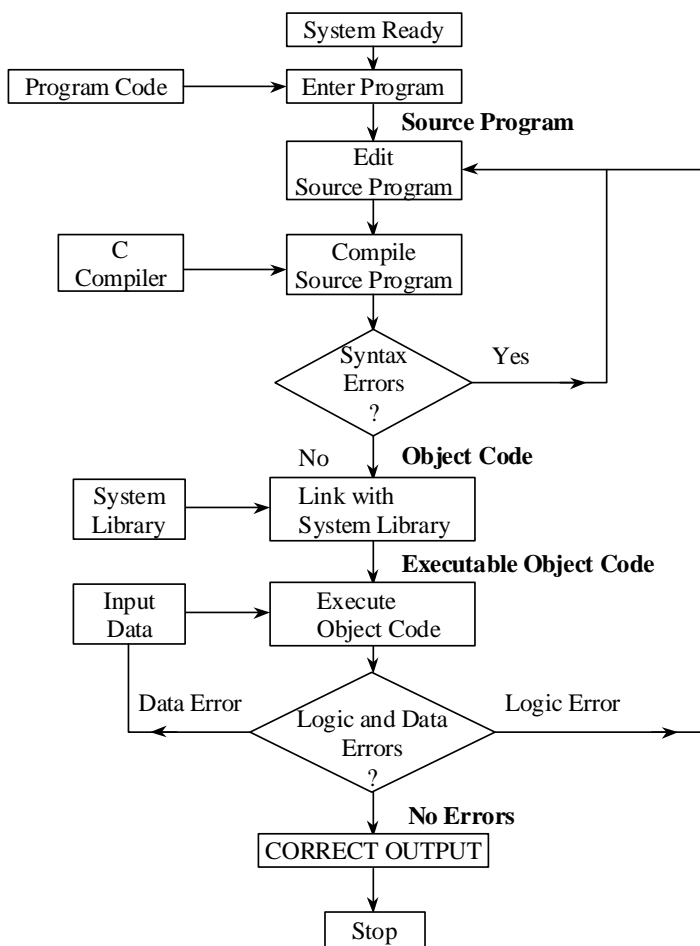 System Ready
Program Code
Enter Program
Source Program
Edit
Source Program
C
Compiler
Compile
Source Program
Syntax
Errors
?
Yes
No
Object Code
System
Library
Link with
System Library
Executable Object Code
Input
Data
Execute
Object Code
Data Error
Logic and Data
Errors
?
Logic Error
No Errors
CORRECT OUTPUT
Stop